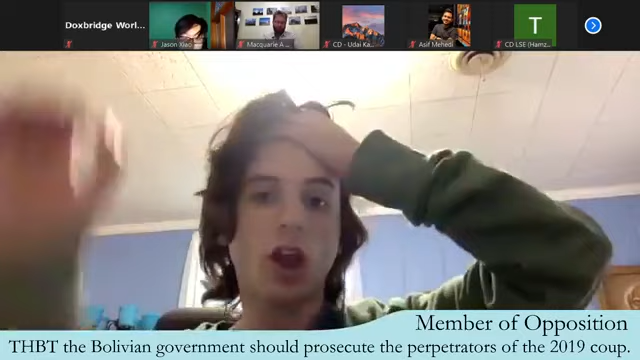 Doxbridge Worl...
Jason Xiao
Macquarie A ...
CD - Udai Ka...
Asif Mehedi
CD LSE (Hamz...
T
Member of Opposition
THBT the Bolivian government should prosecute the perpetrators of the 2019 coup.